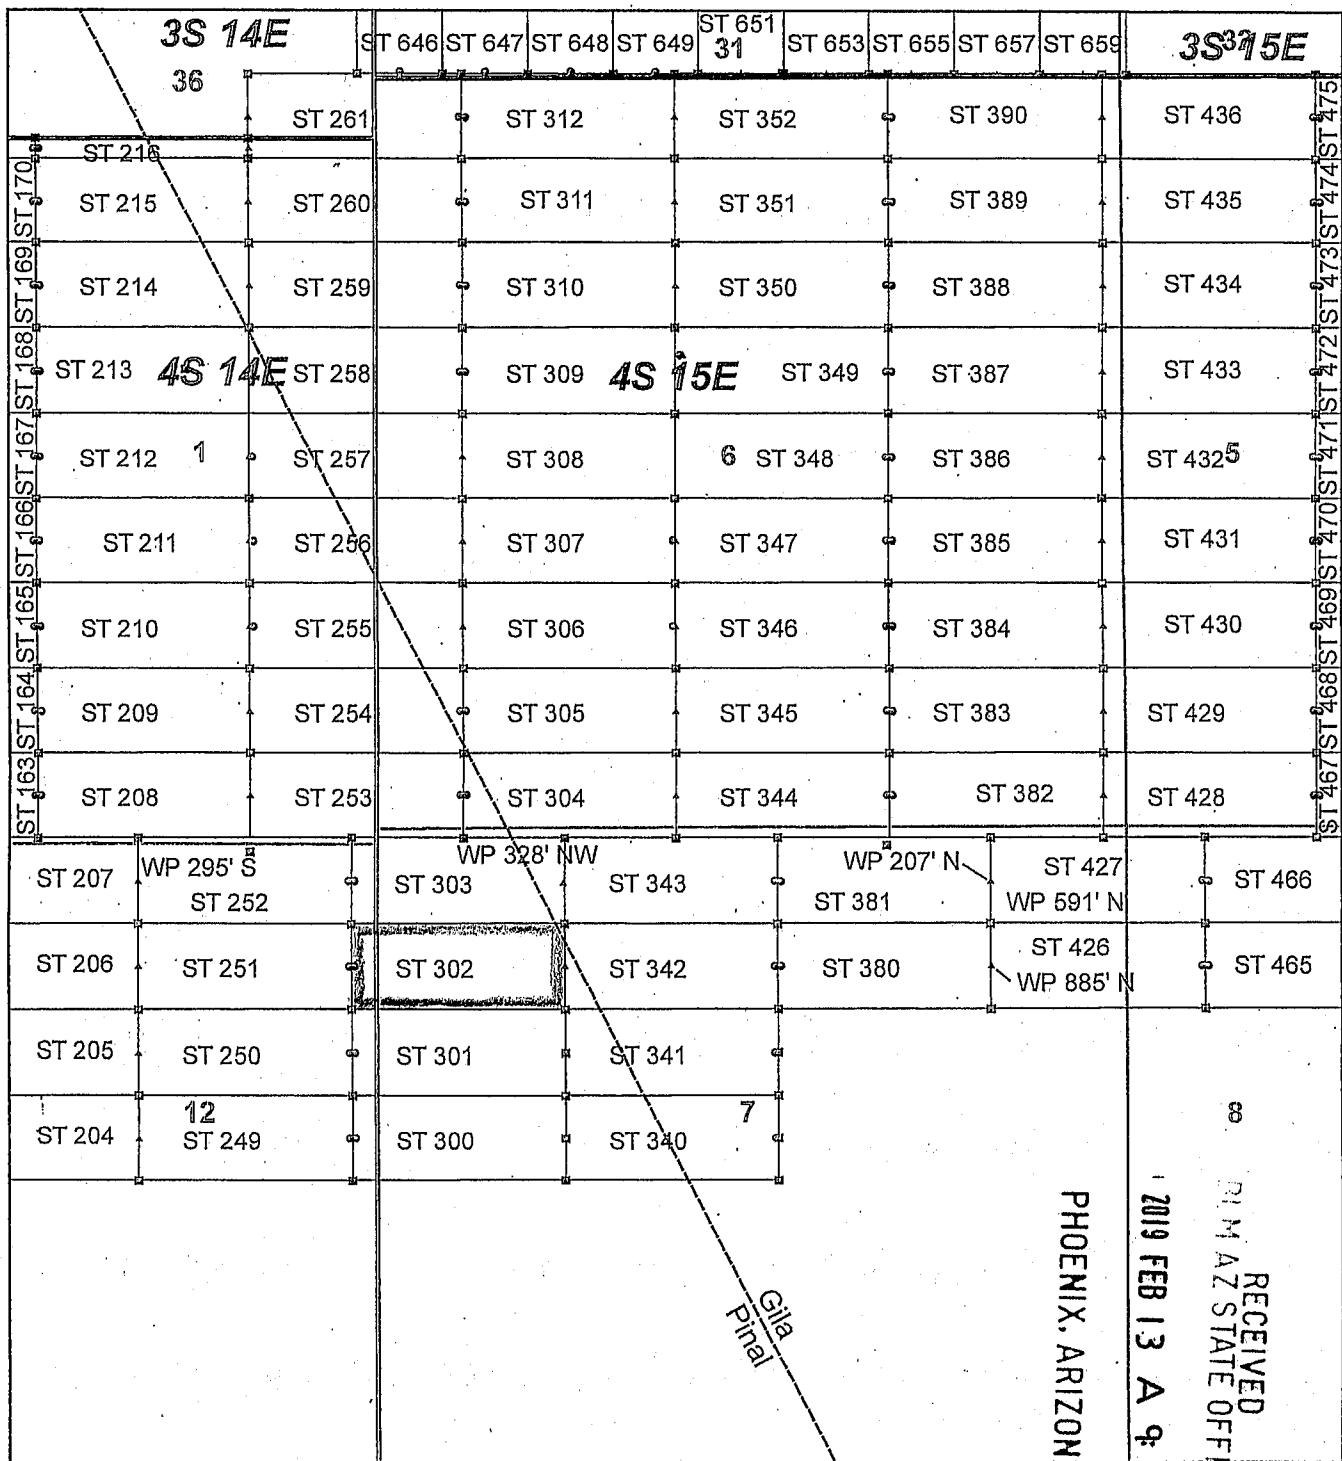 3S 14E
ST 646 ST 647 ST 648 ST 649 ST 651 ST 653 ST 655 ST 657 ST 659
31
3S 15E
32
36
ST 261 ST 312 ST 352 ST 390 ST 436 ST 475
ST 216
ST 170 ST 215 ST 260 ST 311 ST 351 ST 389 ST 435 ST 474
ST 169 ST 214 ST 259 ST 310 ST 350 ST 388 ST 434 ST 473
ST 168 ST 213 4S 14E ST 258 ST 309 4S 15E ST 349 ST 387 ST 433 ST 472
ST 167 ST 212 1 ST 257 ST 308 6 ST 348 ST 386 ST 432 5 ST 471
ST 166 ST 211 ST 256 ST 307 ST 347 ST 385 ST 431 ST 470
ST 165 ST 210 ST 255 ST 306 ST 346 ST 384 ST 430 ST 469
ST 164 ST 209 ST 254 ST 305 ST 345 ST 383 ST 429 ST 468
ST 163 ST 208 ST 253 ST 304 ST 344 ST 382 ST 428 ST 467
WP 295' S WP 328' NW WP 207' N ST 427
ST 207 ST 252 ST 303 ST 343 ST 381 WP 591' N ST 466
ST 206 ST 251 ST 302 ST 342 ST 380 ST 426 ST 465
WP 885' N
ST 205 ST 250 ST 301 ST 341
12 7 8
ST 204 ST 249 ST 300 ST 340
Gila
Pinal
RECEIVED
AZ STATE OFFI
2019 FEB 13 A 9:
PHOENIX, ARIZON